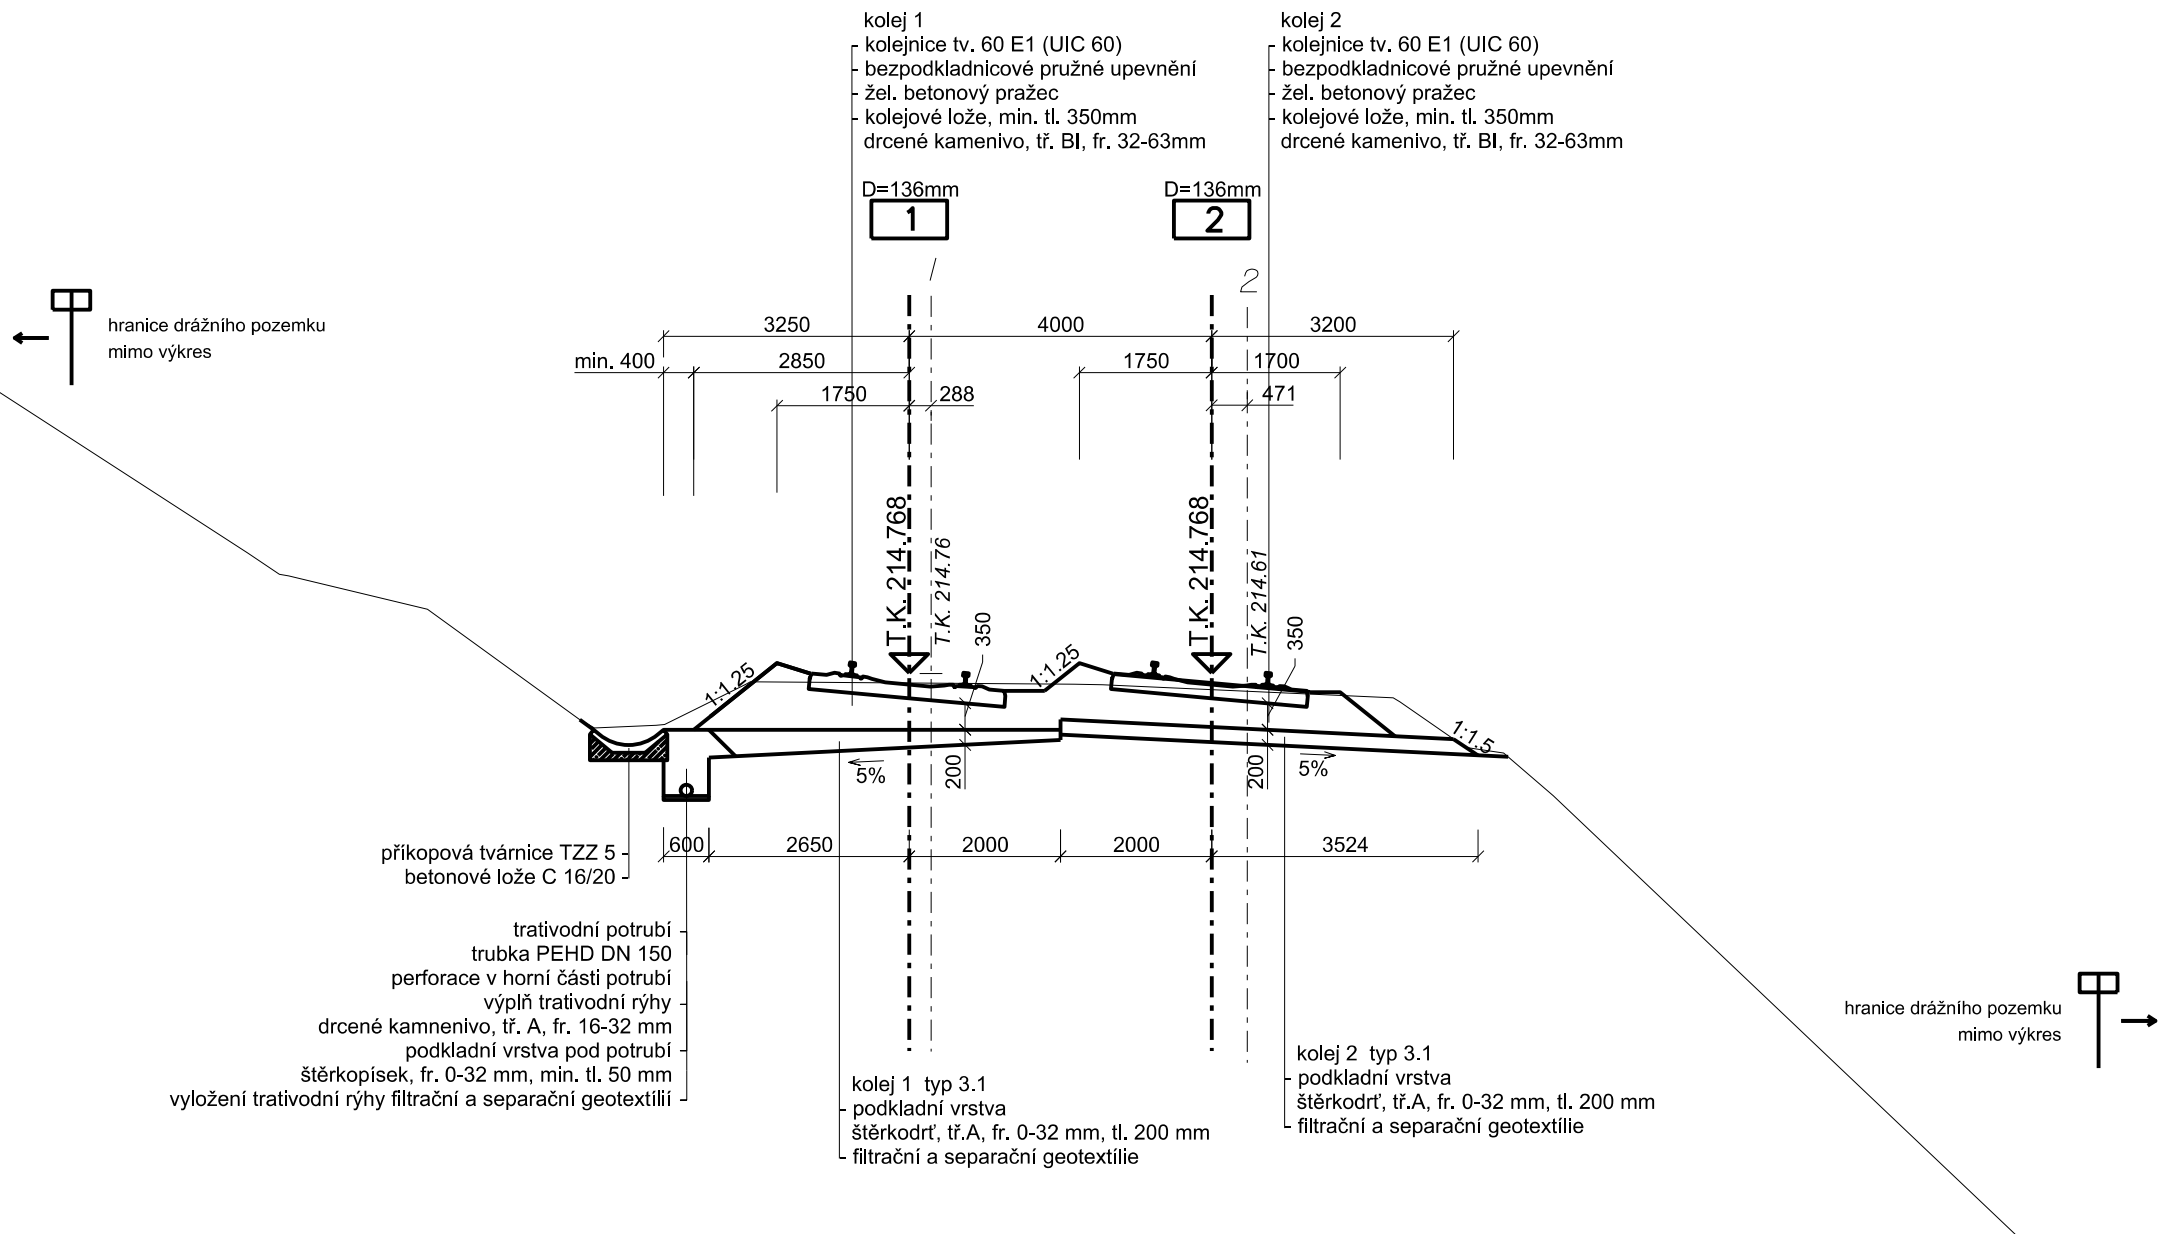 kolej 1
kolejnice tv. 60 E1 (UIC 60)
bezpodkladnicové pružné upevnění
žel. betonový pražec
kolejové lože, min. tl. 350mm
drcené kamenivo, tř. BI, fr. 32-63mm
kolej 2
kolejnice tv. 60 E1 (UIC 60)
bezpodkladnicové pružné upevnění
žel. betonový pražec
kolejové lože, min. tl. 350mm
drcené kamenivo, tř. BI, fr. 32-63mm
D=136mm
1
D=136mm
2
2
hranice drážního pozemku
mimo výkres
3250
4000
3200
min. 400
2850
1750
1700
1750
288
471
T.K. 214.768
T.K. 214.76
T.K. 214.768
T.K. 214.61
350
350
1:1.25
1:1.25
1:1.5
5%
200
200
5%
600
2650
2000
2000
3524
příkopová tvárnice TZZ 5
betonové lože C 16/20
trativodní potrubí
trubka PEHD DN 150
perforace v horní části potrubí
výplň trativodní rýhy
drcené kamnenivo, tř. A, fr. 16-32 mm
podkladní vrstva pod potrubí
štěrkopísek, fr. 0-32 mm, min. tl. 50 mm
vyložení trativodní rýhy filtrační a separační geotextílií
kolej 1 typ 3.1
podkladní vrstva
štěrkodrť, tř.A, fr. 0-32 mm, tl. 200 mm
filtrační a separační geotextílie
kolej 2 typ 3.1
podkladní vrstva
štěrkodrť, tř.A, fr. 0-32 mm, tl. 200 mm
filtrační a separační geotextílie
hranice drážního pozemku
mimo výkres